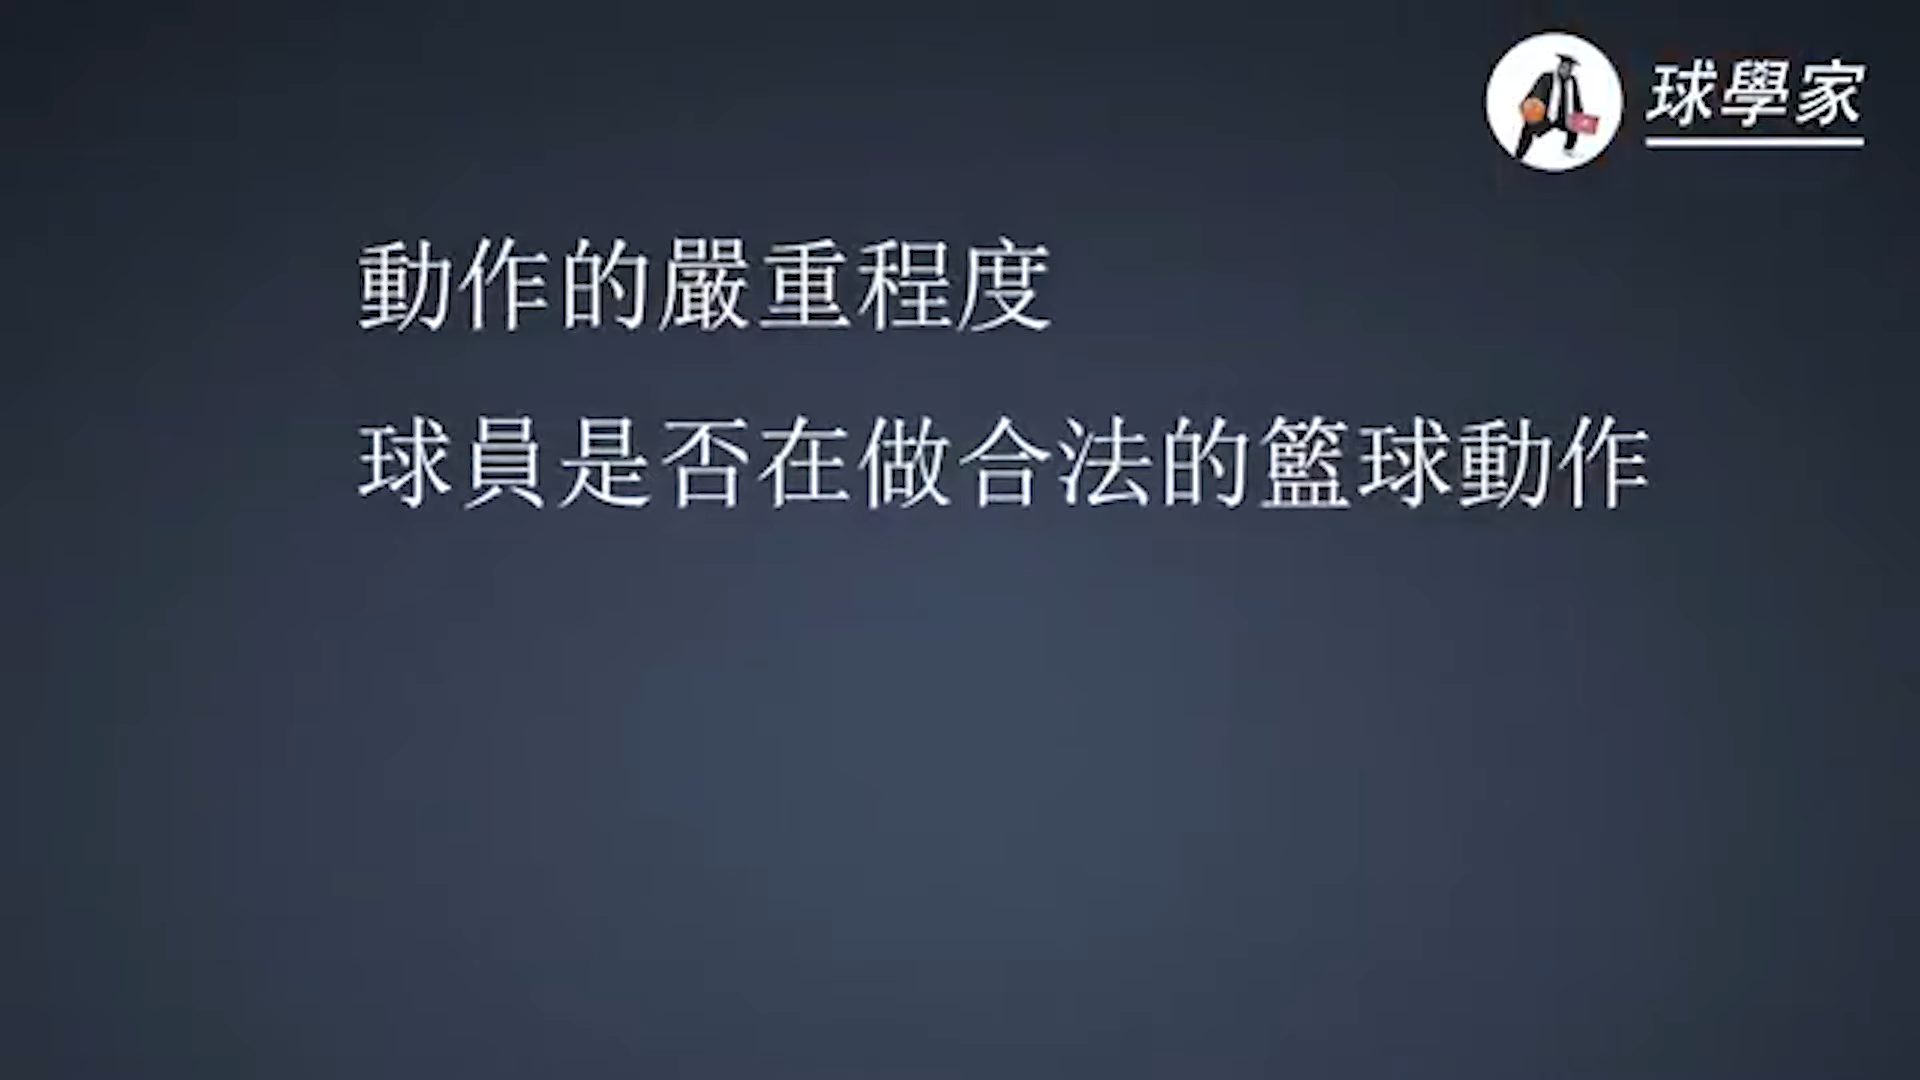 球學家
動作的嚴重程度
球員是否在做合法的籃球動作